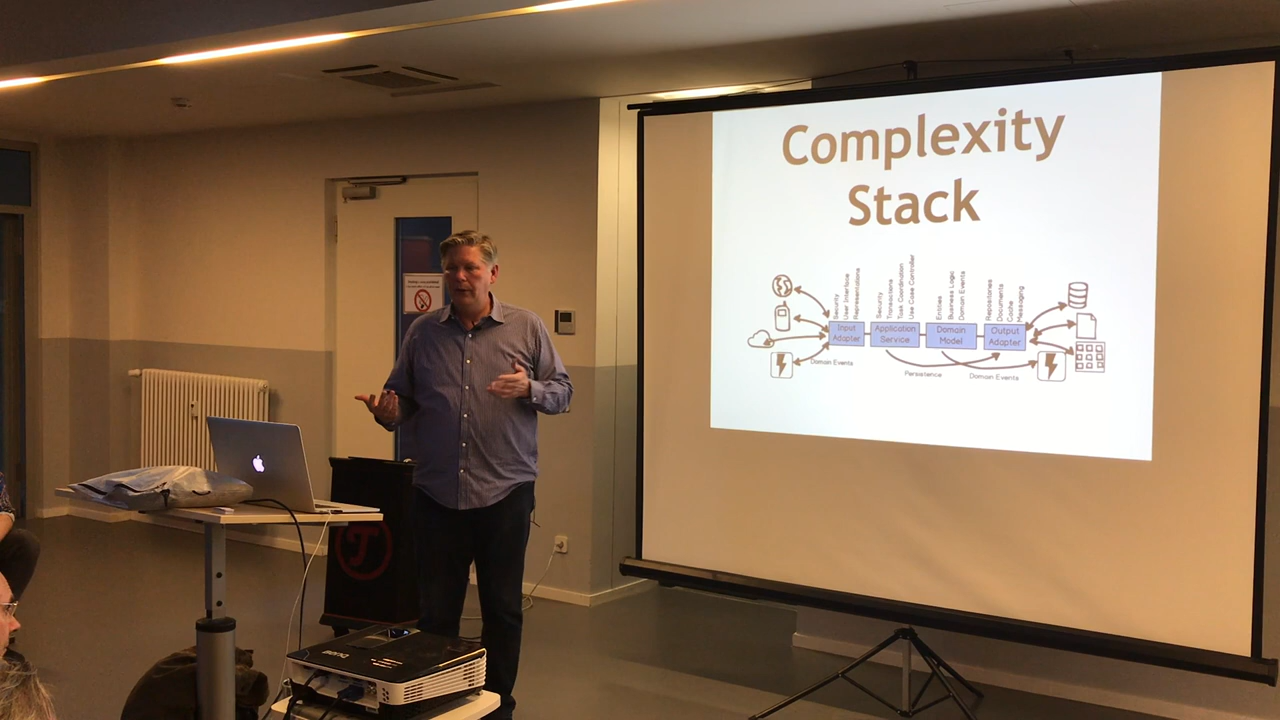 Complexity
Stack
Security
User Interface
Representations
Security
Transactions
Task Coordination
Use Case Controller
Entities
Business Logic
Domain Events
Repositories
Documents
Cache
Messaging
Input
Adapter
Application
Service
Domain
Model
Output
Adapter
Domain Events
Persistence
Domain Events
BenQ